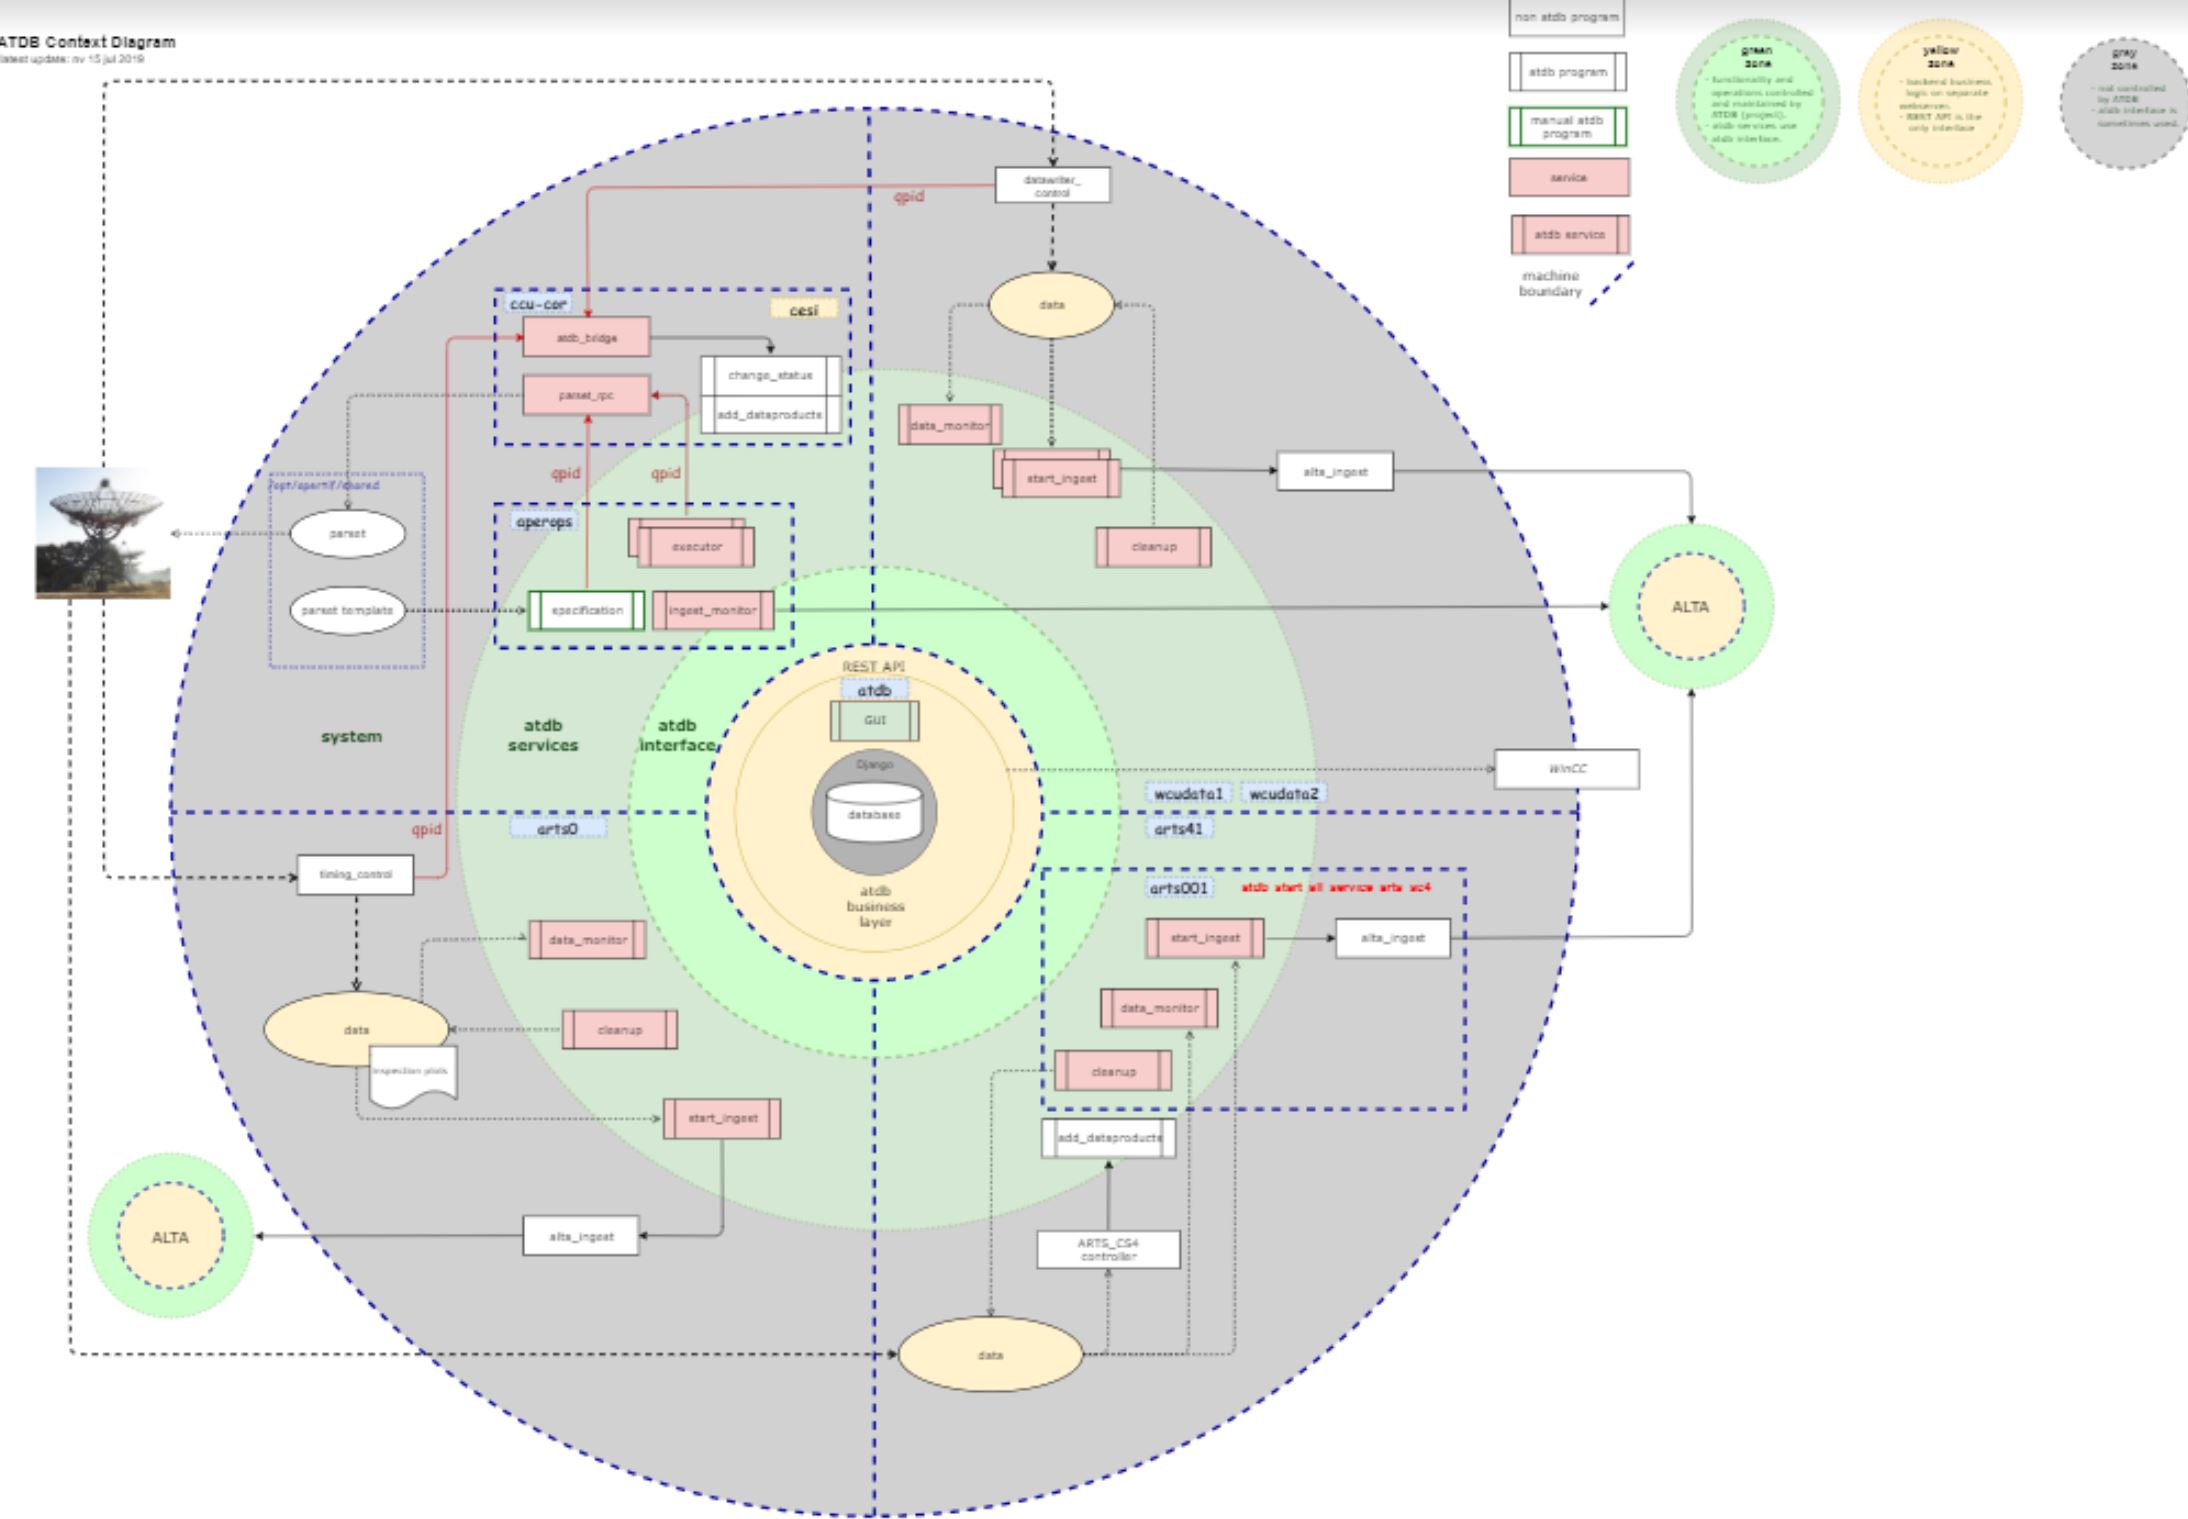 ATDB Context Diagram
latest update: nv 15 jul 2019
non atdb program
atdb program
manual atdb
program
service
atdb service
machine
boundary
green
zone
- functionality and
operations controlled
and maintained by
ATDB (project).
- atdb services use
atdb interface.
yellow
zone
- backend business
logic on separate
webserver.
- REST API is the
only interface
gray
zone
- not controlled
by ATDB
- atdb interface is
sometimes used.
datawriter_
control
qpid
data
ccu-cor
cesi
atdb_bridge
change_status
parset_rpc
add_dataproducts
data_monitor
start_ingest
alta_ingest
cleanup
qpid
qpid
/opt/apertif/shared
parset
parset template
aperops
executor
specification
ingest_monitor
ALTA
REST API
atdb
GUI
Django
database
atdb
business
layer
system
atdb
services
atdb
interface
WinCC
wcudata1
wcudata2
qpid
arts0
arts41
timing_control
data_monitor
data
cleanup
inspection plots
start_ingest
alta_ingest
ALTA
arts001
atdb start all service arts sc4
start_ingest
alta_ingest
data_monitor
cleanup
add_dataproducts
ARTS_CS4
controller
data